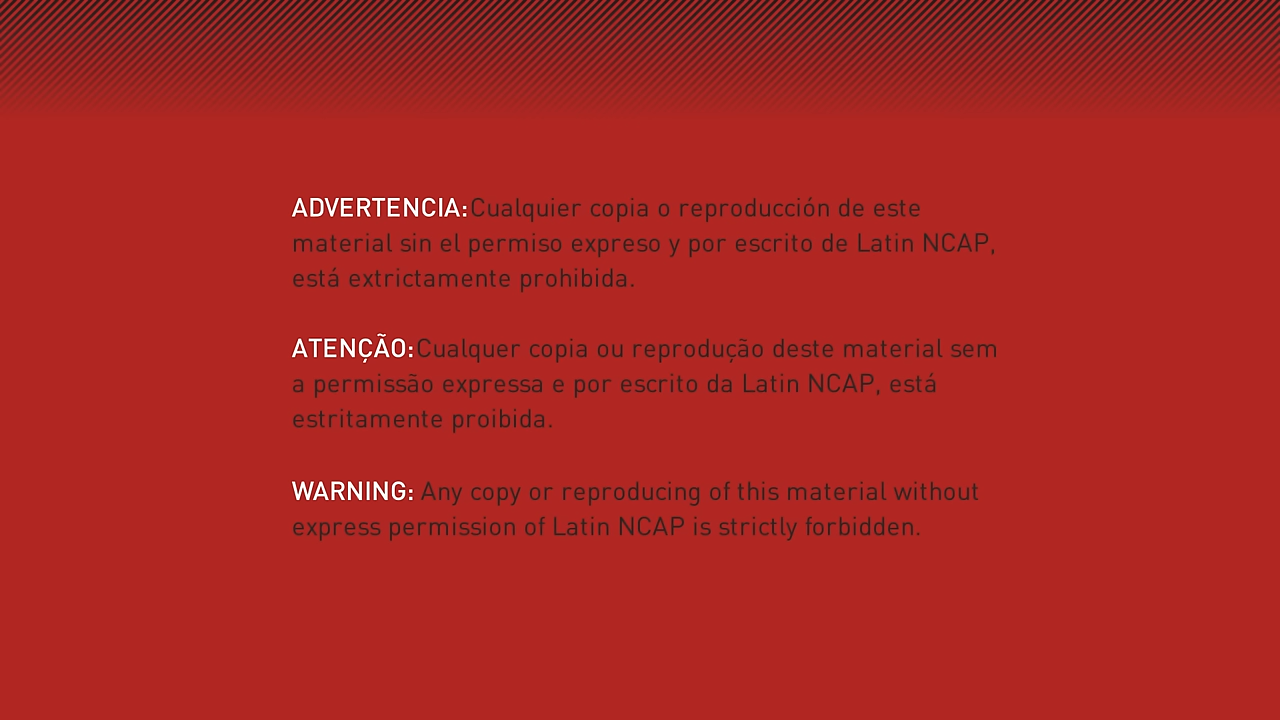 ADVERTENCIA: Cualquier copia o reproducción de este
material sin el permiso expreso y por escrito de Latin NCAP,
está extrictamente prohibida.
ATENÇÃO: Cualquer copia ou reprodução deste material sem
a permissão expressa e por escrito da Latin NCAP, está
estritamente proibida.
WARNING: Any copy or reproducing of this material without
express permission of Latin NCAP is strictly forbidden.